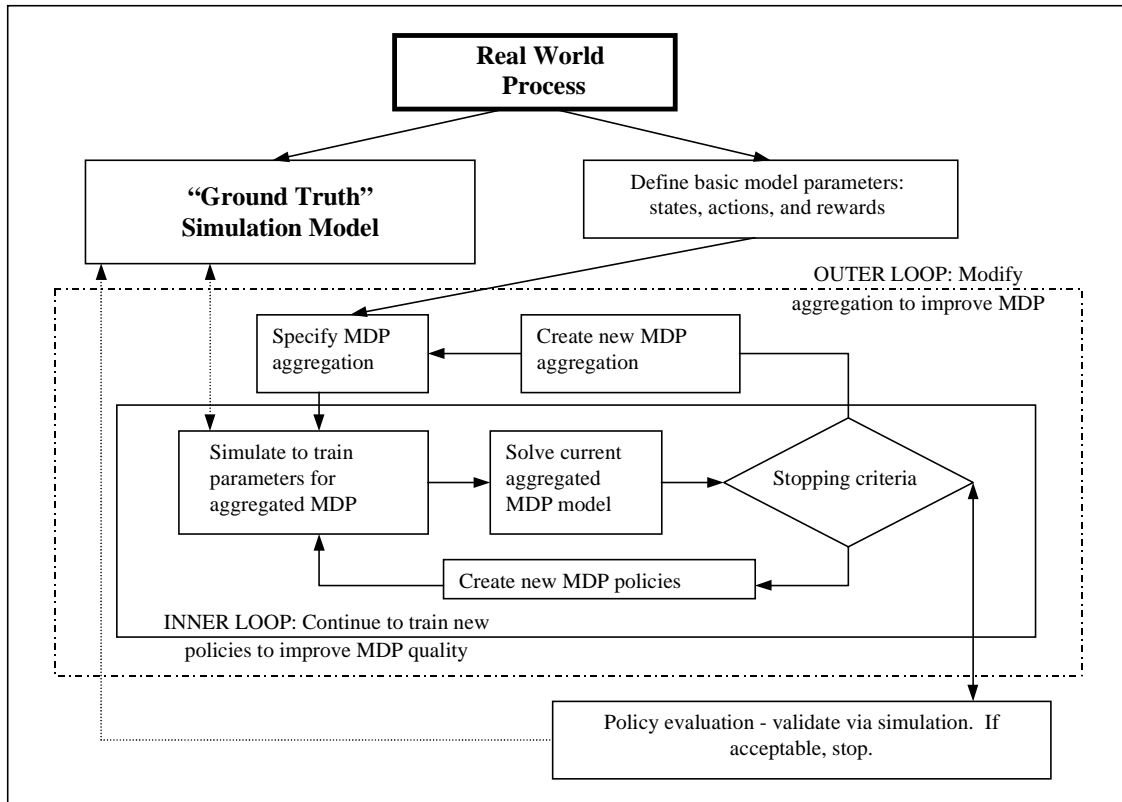 Real World
Process
“Ground Truth”
Simulation Model
Define basic model parameters:
states, actions, and rewards
OUTER LOOP: Modify
aggregation to improve MDP
Specify MDP
aggregation
Create new MDP
aggregation
Simulate to train
parameters for
aggregated MDP
Solve current
aggregated
MDP model
Stopping criteria
Create new MDP policies
INNER LOOP: Continue to train new
policies to improve MDP quality
Policy evaluation - validate via simulation.  If
acceptable, stop.